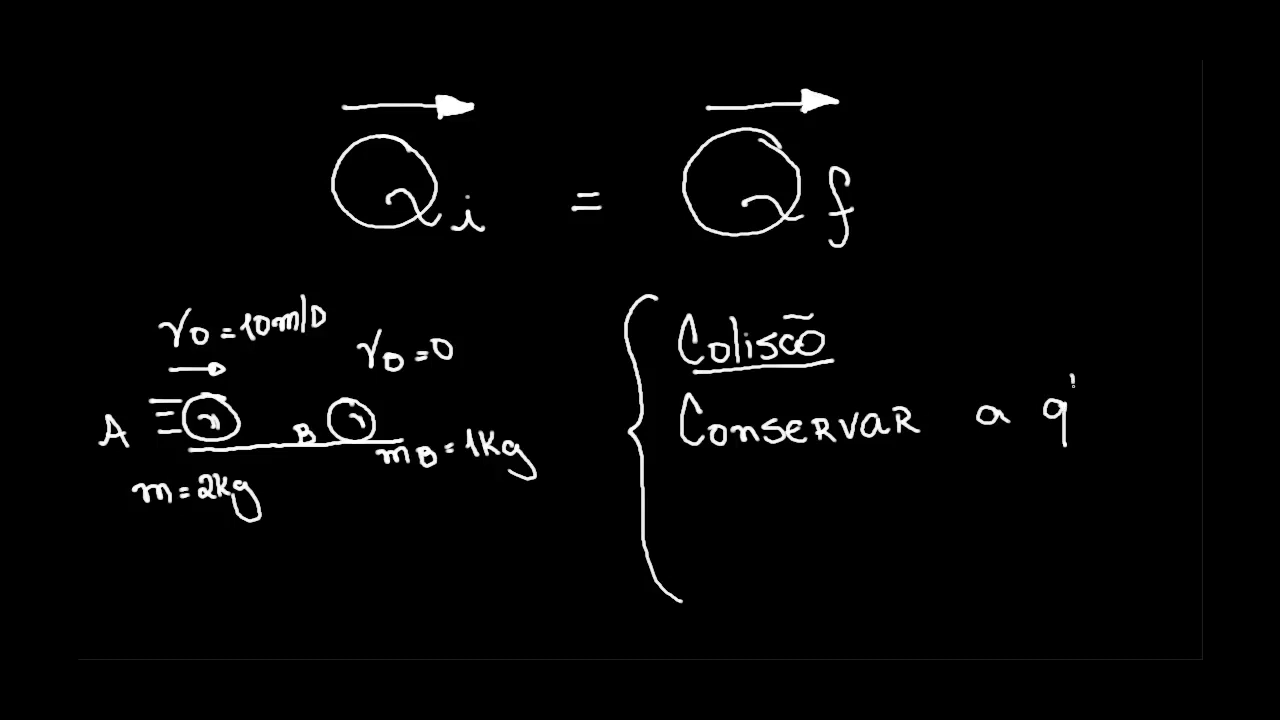 Qi = Qf
v0 = 10m/s
v0 = 0
A
B
mB = 1kg
m = 2kg
Colisão
Conservar a q